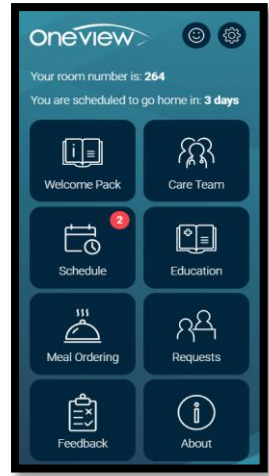 oneview
Your room number is: 264
You are scheduled to go home in: 3 days
Welcome Pack
Care Team
2
Schedule
Education
Meal Ordering
Requests
Feedback
About